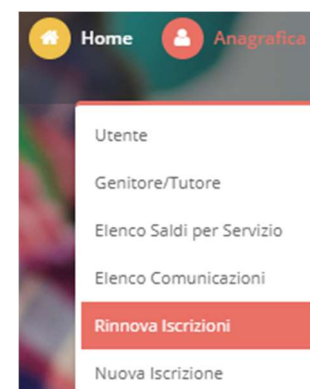 Home Anagrafica
Utente
Genitore/Tutore
Elenco Saldi per Servizio
Elenco Comunicazioni
Rinnova Iscrizioni
Nuova Iscrizione